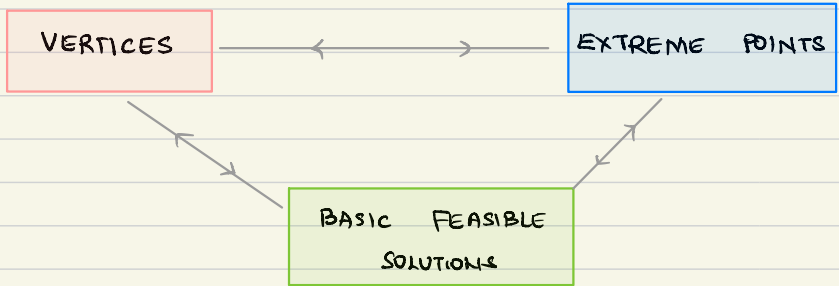 VERTICES
EXTREME POINTS
BASIC FEASIBLE
SOLUTIONS